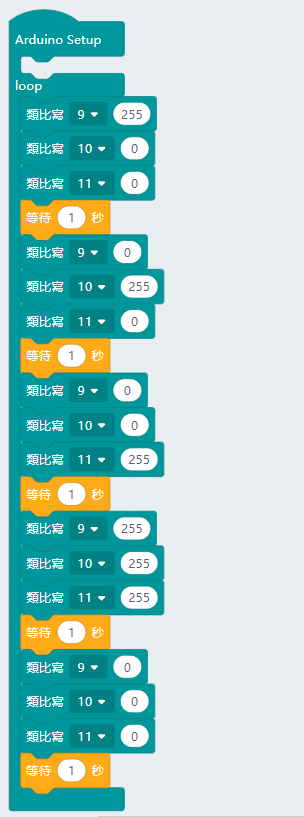 Arduino Setup
loop
類比寫 9 255
類比寫 10 0
類比寫 11 0
等待 1 秒
類比寫 9 0
類比寫 10 255
類比寫 11 0
等待 1 秒
類比寫 9 0
類比寫 10 0
類比寫 11 255
等待 1 秒
類比寫 9 255
類比寫 10 255
類比寫 11 255
等待 1 秒
類比寫 9 0
類比寫 10 0
類比寫 11 0
等待 1 秒